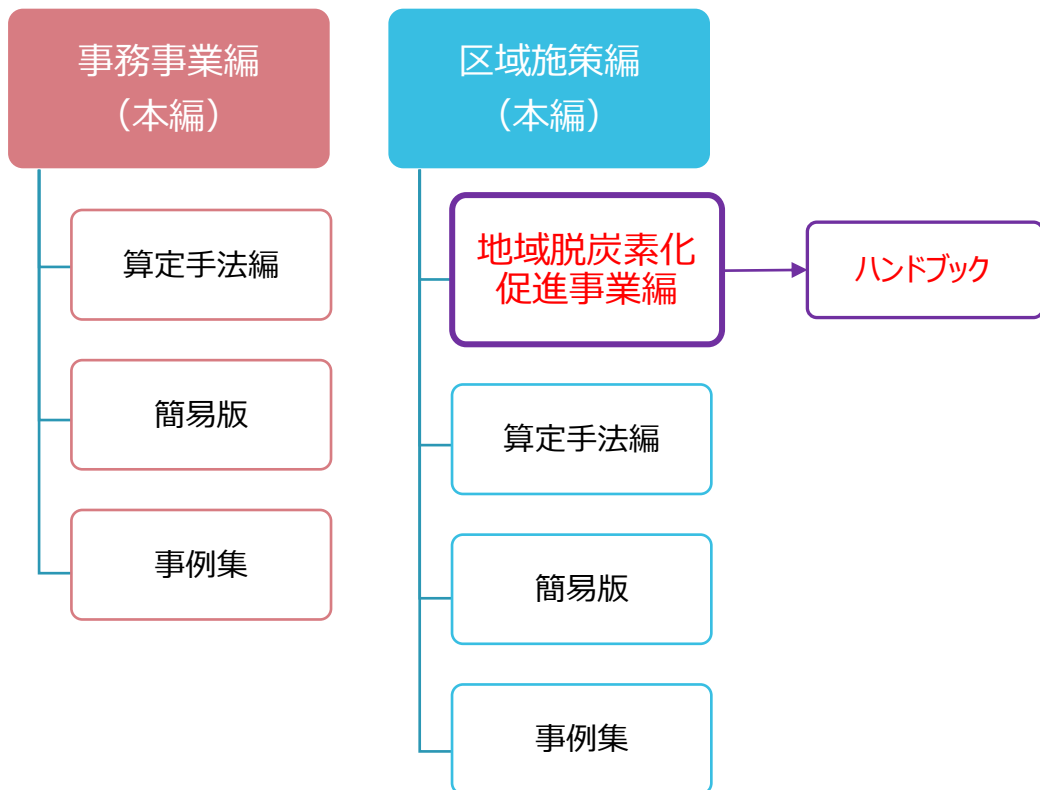 事務事業編
（本編）
算定手法編
簡易版
事例集
区域施策編
（本編）
地域脱炭素化
促進事業編
ハンドブック
算定手法編
簡易版
事例集